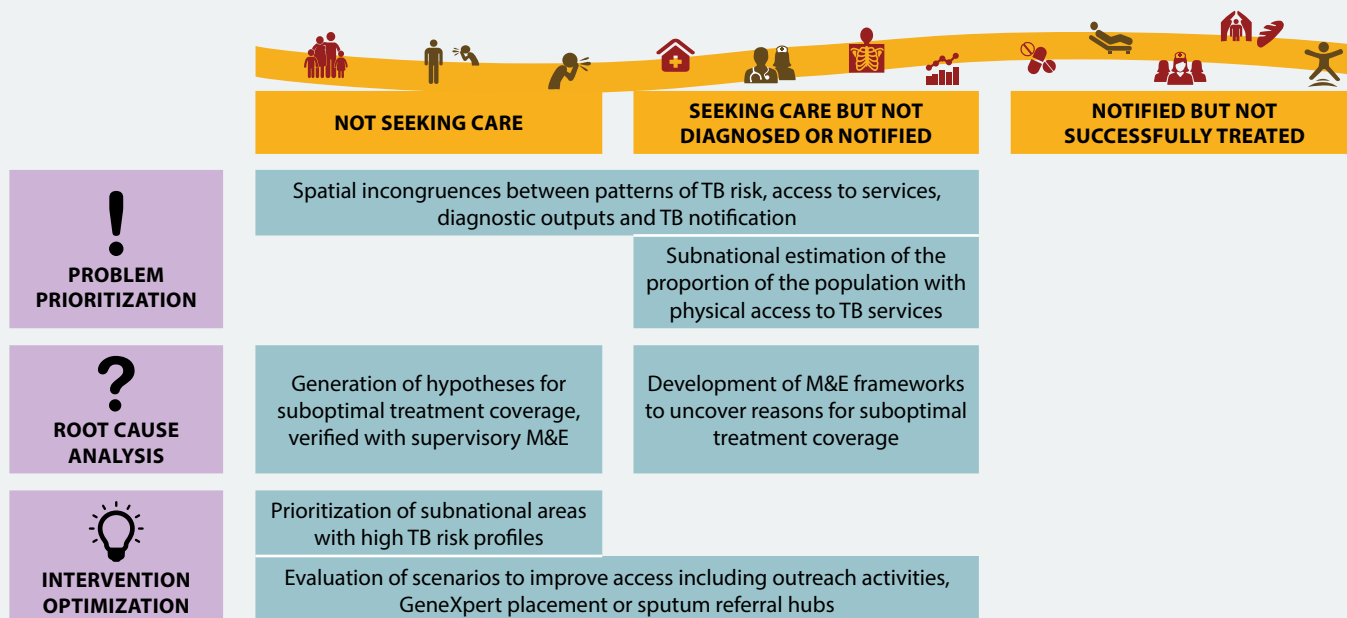 NOT SEEKING CARE
SEEKING CARE BUT NOT
DIAGNOSED OR NOTIFIED
NOTIFIED BUT NOT
SUCCESSFULLY TREATED
!
PROBLEM
PRIORITIZATION
Spatial incongruences between patterns of TB risk, access to services,
diagnostic outputs and TB notification
Subnational estimation of the
proportion of the population with
physical access to TB services
?
ROOT CAUSE
ANALYSIS
Generation of hypotheses for
suboptimal treatment coverage,
verified with supervisory M&E
Development of M&E frameworks
to uncover reasons for suboptimal
treatment coverage
INTERVENTION
OPTIMIZATION
Prioritization of subnational areas
with high TB risk profiles
Evaluation of scenarios to improve access including outreach activities,
GeneXpert placement or sputum referral hubs